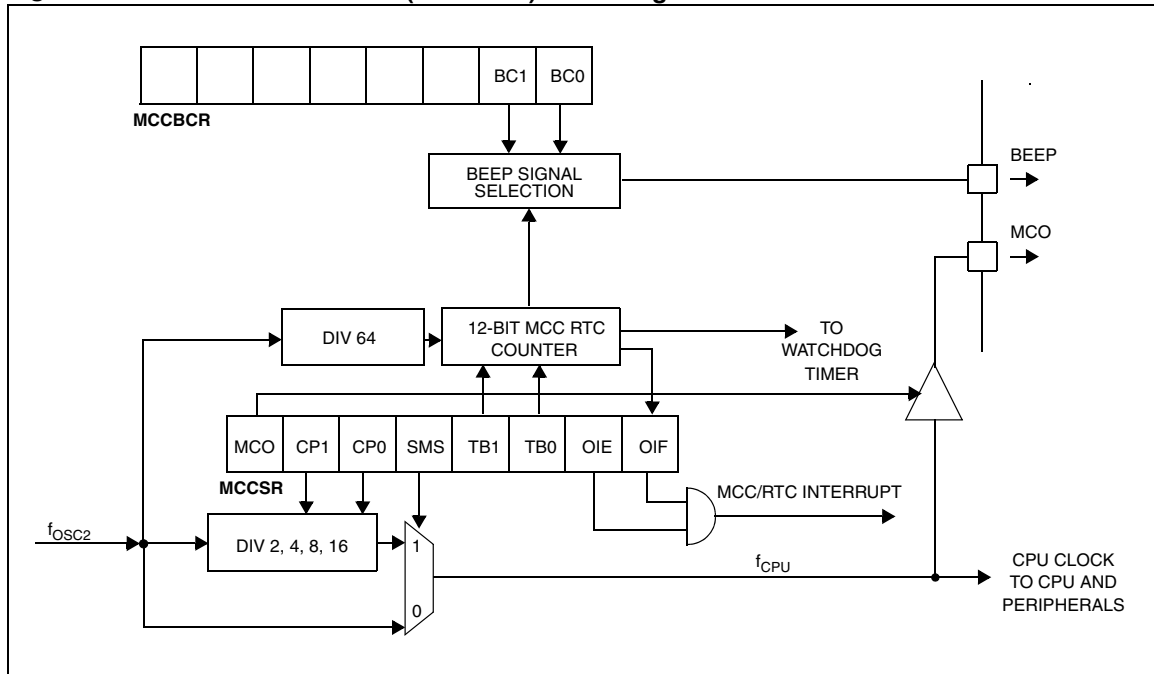 BC1 BC0
MCCBCR
BEEP SIGNAL
SELECTION
BEEP
MCO
DIV 64
12-BIT MCC RTC
COUNTER
TO
WATCHDOG
TIMER
MCO CP1 CP0 SMS TB1 TB0 OIE OIF
MCCSR
MCC/RTC INTERRUPT
fOSC2
DIV 2, 4, 8, 16
1
0
fCPU
CPU CLOCK
TO CPU AND
PERIPHERALS